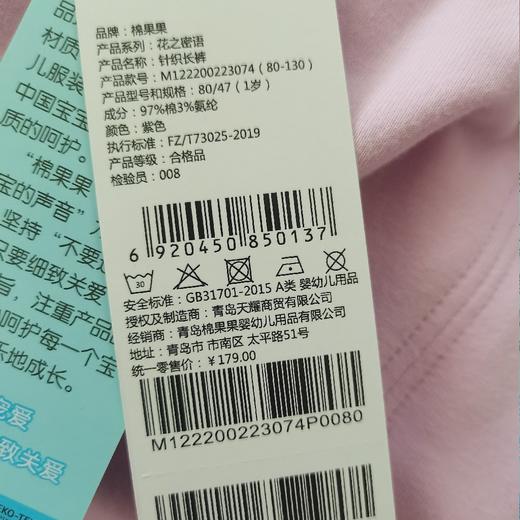 品牌：棉果果
产品系列：花之密语
产品名称：针织长裤
产品款号：M122200223074（80-130）
产品型号和规格：80/47（1岁）
成分：97%棉3%氨纶
颜色：紫色
执行标准：FZ/T73025-2019
产品等级：合格品
检验员：008
6 920450 850137
30
安全标准：GB31701-2015 A类 婴幼儿用品
授权及制造商：青岛天耀商贸有限公司
经销商：青岛棉果果婴幼儿用品有限公司
地址：青岛市 市南区 太平路51号
统一零售价：¥179.00
M122200223074P0080
品质
材质
儿服装
中国宝宝
质的呵护。
“棉果果
宝的声音”
坚持“不要
只要细致关爱
注重产品
呵护每一个宝
地成长。
宠爱
致关爱